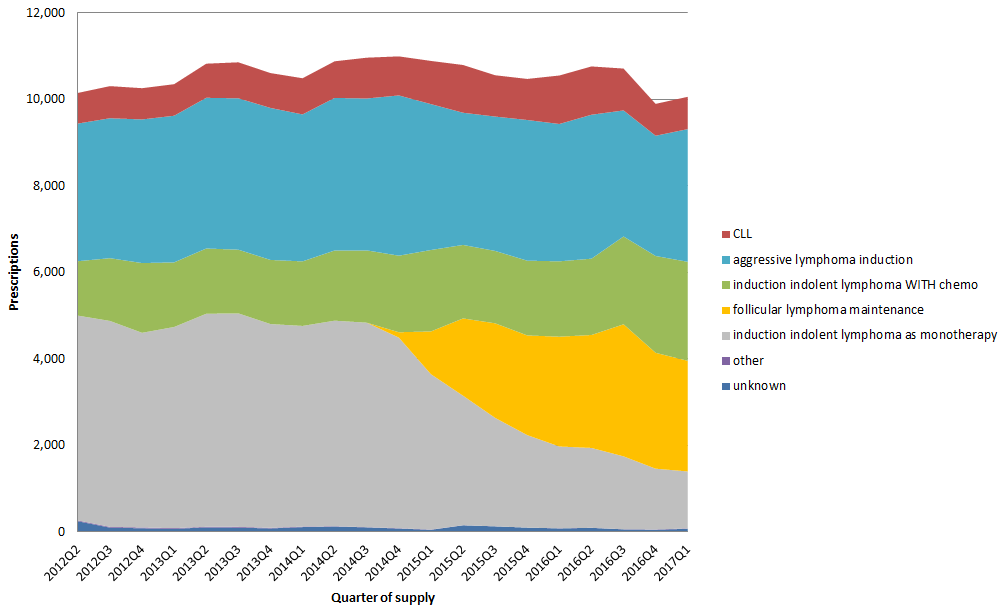 12,000
10,000
8,000
6,000
4,000
2,000
0
Prescriptions
2012Q2
2012Q3
2012Q4
2013Q1
2013Q2
2013Q3
2013Q4
2014Q1
2014Q2
2014Q3
2014Q4
2015Q1
2015Q2
2015Q3
2015Q4
2016Q1
2016Q2
2016Q3
2016Q4
2017Q1
Quarter of supply
CLL
aggressive lymphoma induction
induction indolent lymphoma WITH chemo
follicular lymphoma maintenance
induction indolent lymphoma as monotherapy
other
unknown